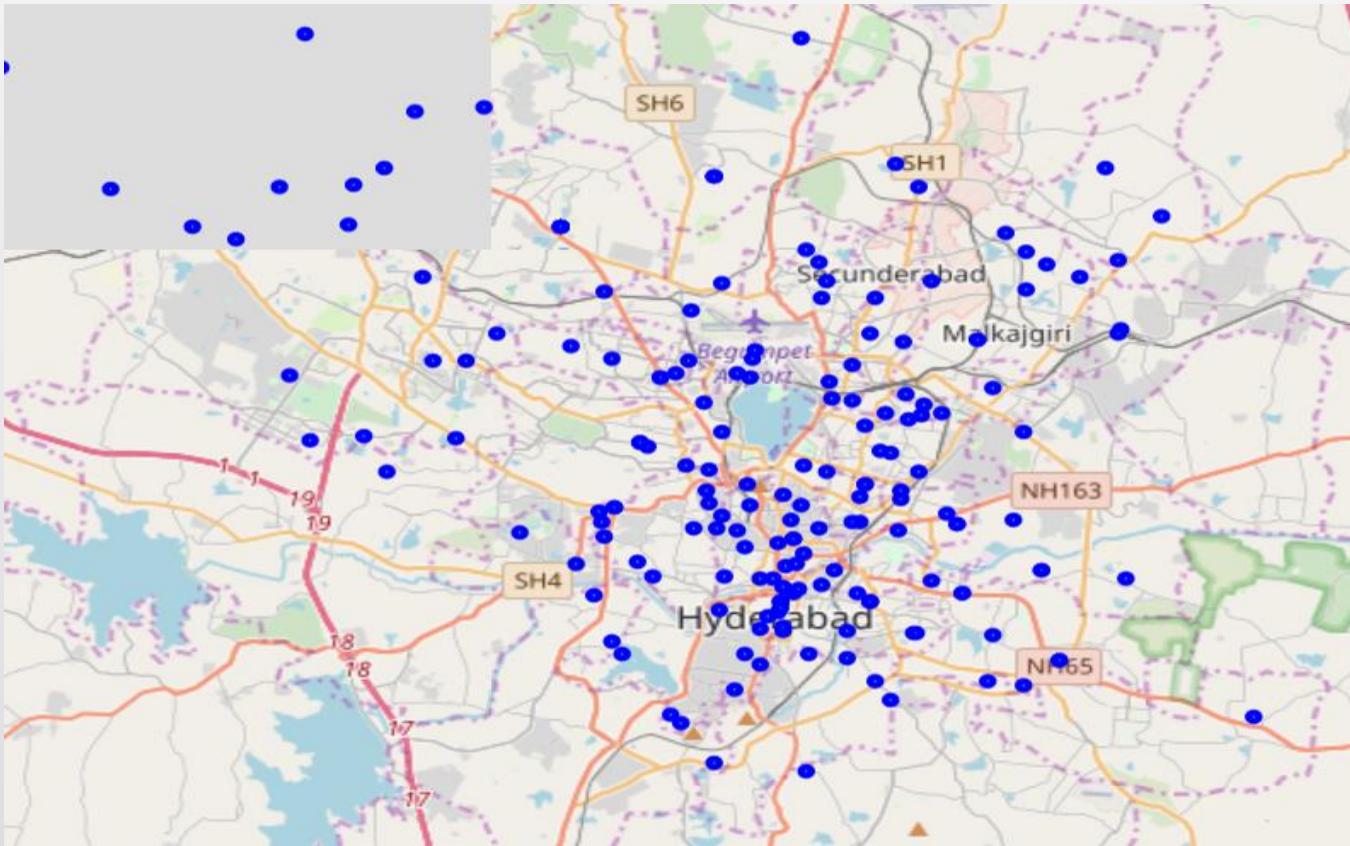 SH6
SH1
Secunderabad
Malkajgiri
Begumpet
Airport
1
1
19
19
NH163
SH4
Hyderabad
18
18
NH65
17
17